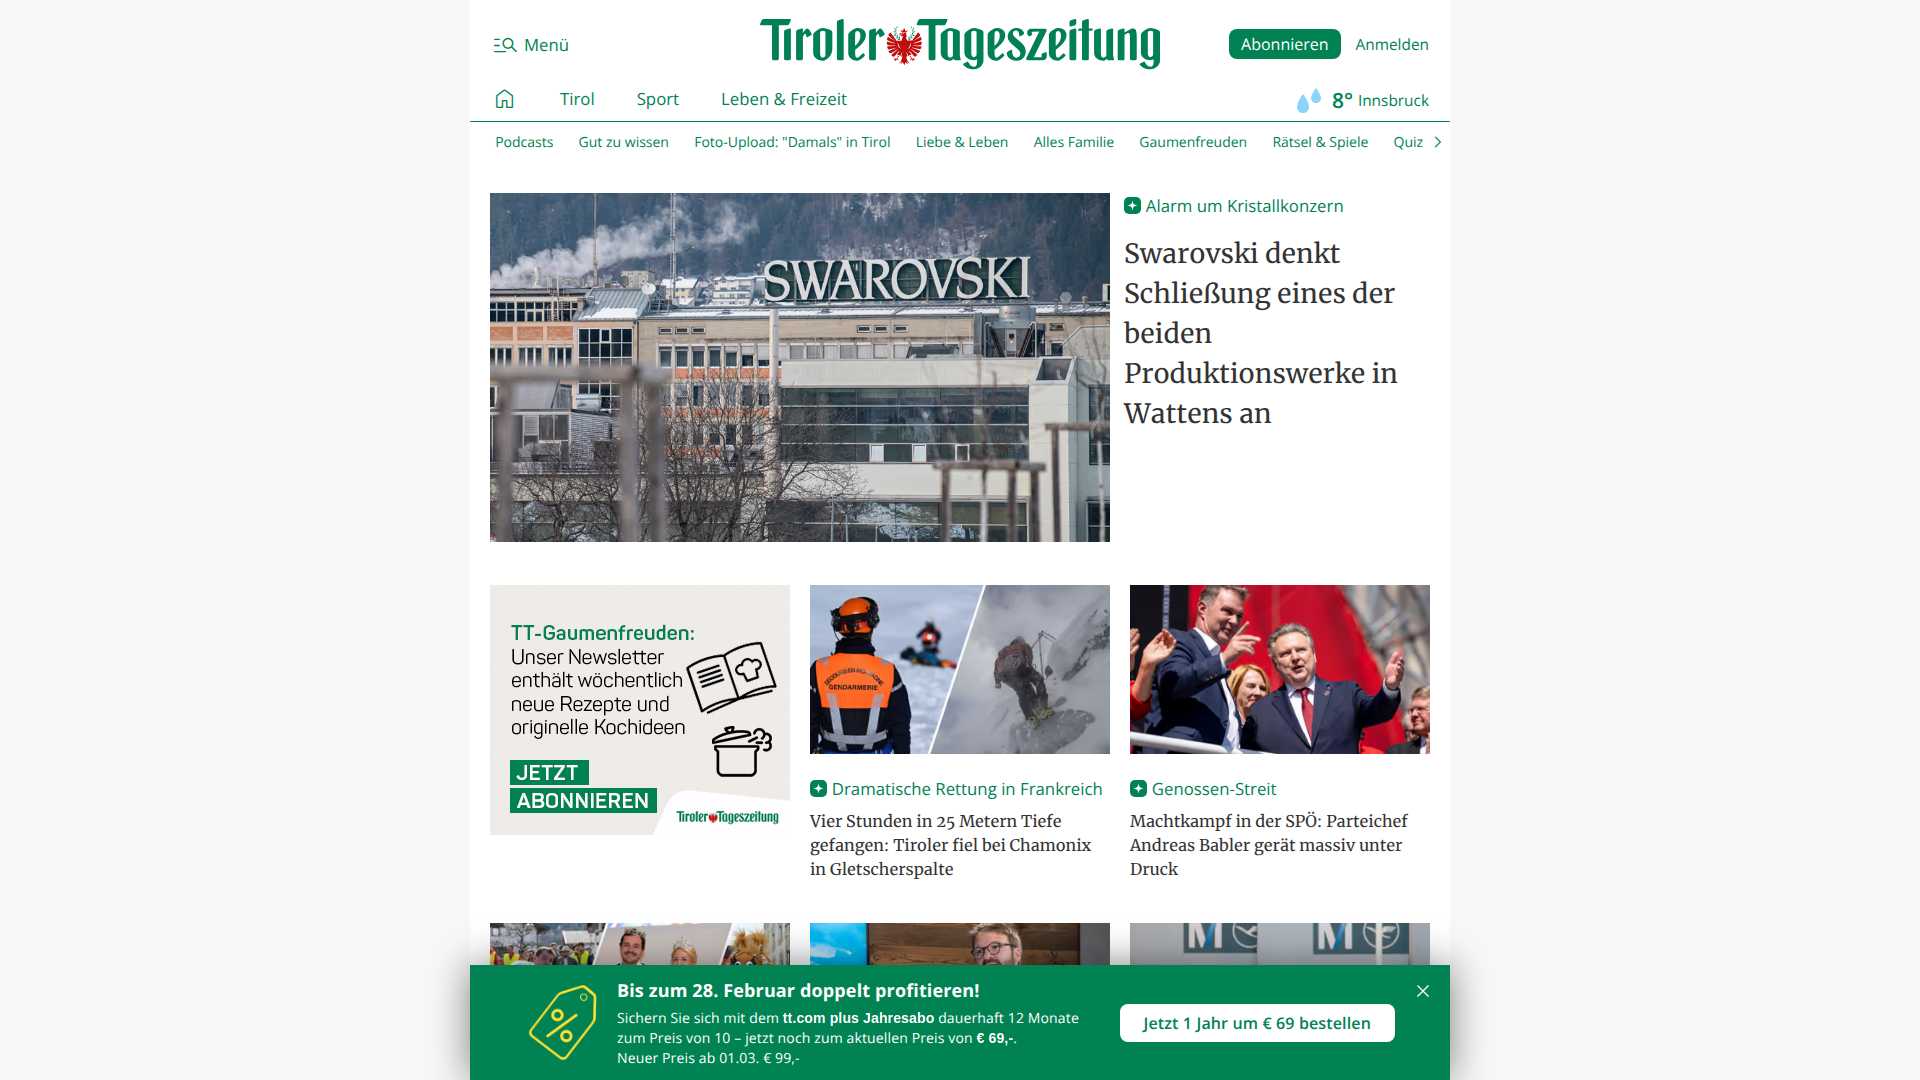 Menü
Tiroler Tageszeitung
Abonnieren
Anmelden
Tirol
Sport
Leben & Freizeit
8° Innsbruck
Podcasts
Gut zu wissen
Foto-Upload: "Damals" in Tirol
Liebe & Leben
Alles Familie
Gaumenfreuden
Rätsel & Spiele
Quiz
SWAROVSKI
Alarm um Kristallkonzern
Swarovski denkt
Schließung eines der
beiden
Produktionswerke in
Wattens an
TT-Gaumenfreuden:
Unser Newsletter
enthält wöchentlich
neue Rezepte und
originelle Kochideen
JETZT
ABONNIEREN
Tiroler Tageszeitung
GENDARMERIE
Dramatische Rettung in Frankreich
Vier Stunden in 25 Metern Tiefe
gefangen: Tiroler fiel bei Chamonix
in Gletscherspalte
Genossen-Streit
Machtkampf in der SPÖ: Parteichef
Andreas Babler gerät massiv unter
Druck
Bis zum 28. Februar doppelt profitieren!
Sichern Sie sich mit dem tt.com plus Jahresabo dauerhaft 12 Monate
zum Preis von 10 – jetzt noch zum aktuellen Preis von € 69,-.
Neuer Preis ab 01.03. € 99,-
Jetzt 1 Jahr um € 69 bestellen